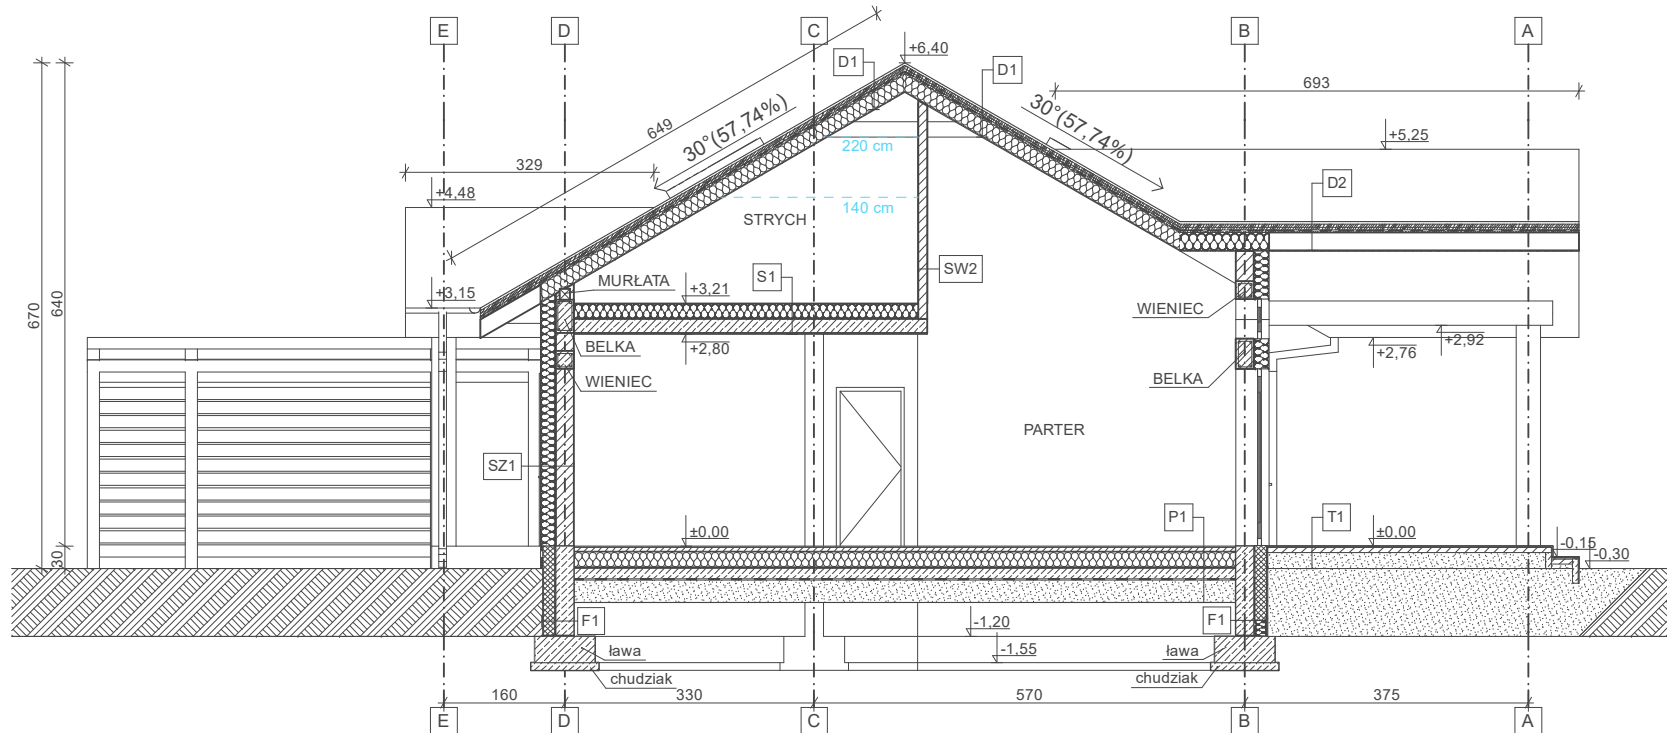 E
D
C
B
A
+6,40
D1
D1
693
30°(57,74%)
30°(57,74%)
649
220 cm
+5,25
329
D2
+4,48
140 cm
STRYCH
670
640
SW2
MURŁATA
S1
+3,15
+3,21
WIENIEC
BELKA
+2,80
+2,76
+2,92
WIENIEC
BELKA
PARTER
SZ1
P1
T1
±0,00
±0,00
30
-0,15
-0,30
F1
F1
-1,20
ława
-1,55
ława
chudziak
chudziak
160
330
570
375
E
D
C
B
A